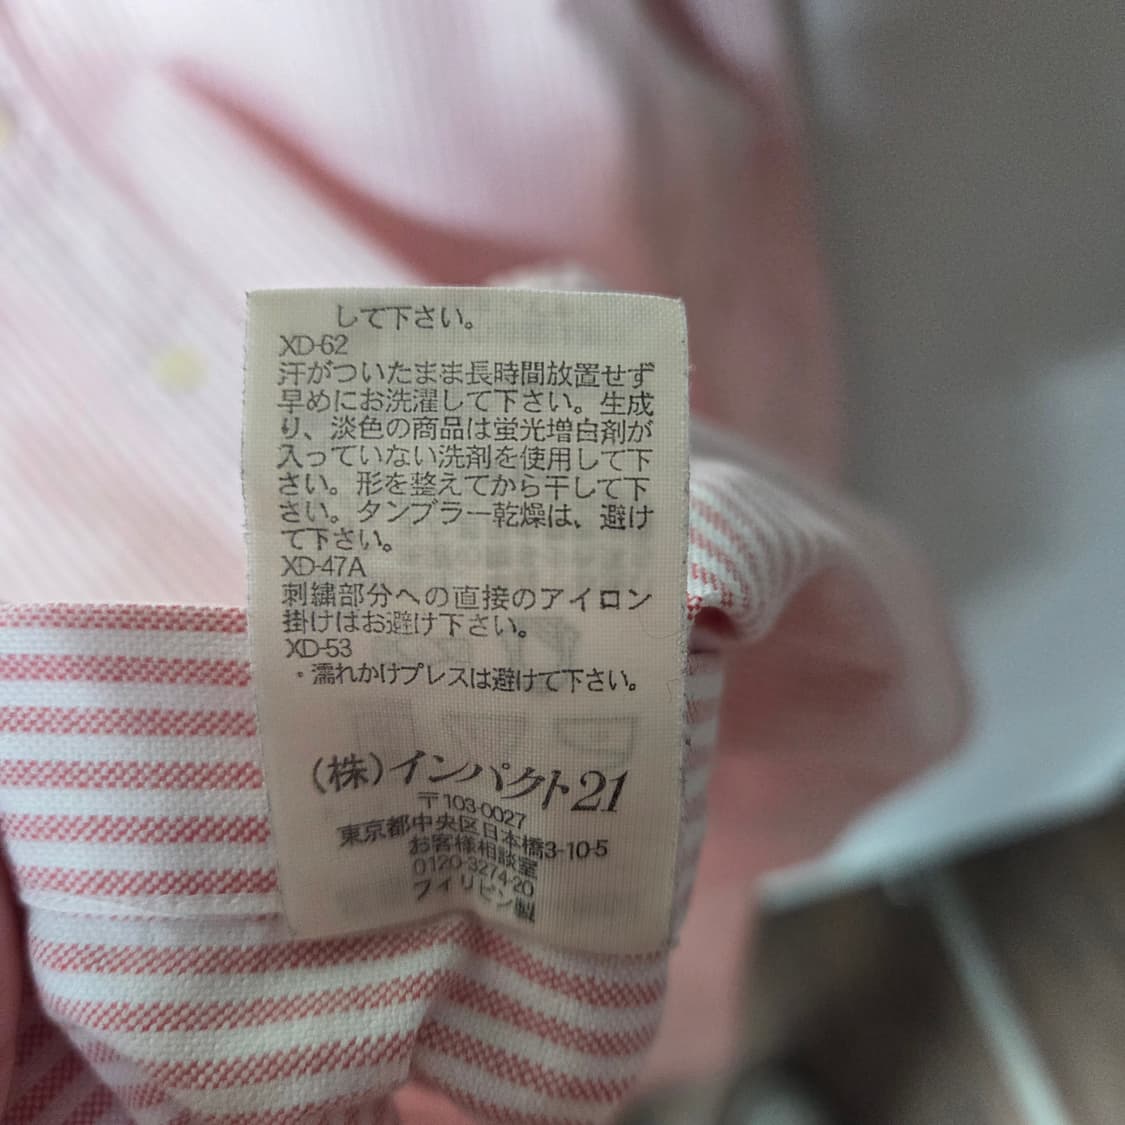 して下さい。
XD-62
汗がついたまま長時間放置せず
早めにお洗濯して下さい。生成
り、淡色の商品は蛍光増白剤が
入っていない洗剤を使用して下
さい。形を整えてから干して下
さい。タンブラー乾燥は、避け
て下さい。
XD-47A
刺繍部分への直接のアイロン
掛けはお避け下さい。
XD-53
・濡れかけプレスは避けて下さい。
(株)インパクト21
〒103-0027
東京都中央区日本橋3-10-5
お客様相談室
0120-3274-20
フィリピン製